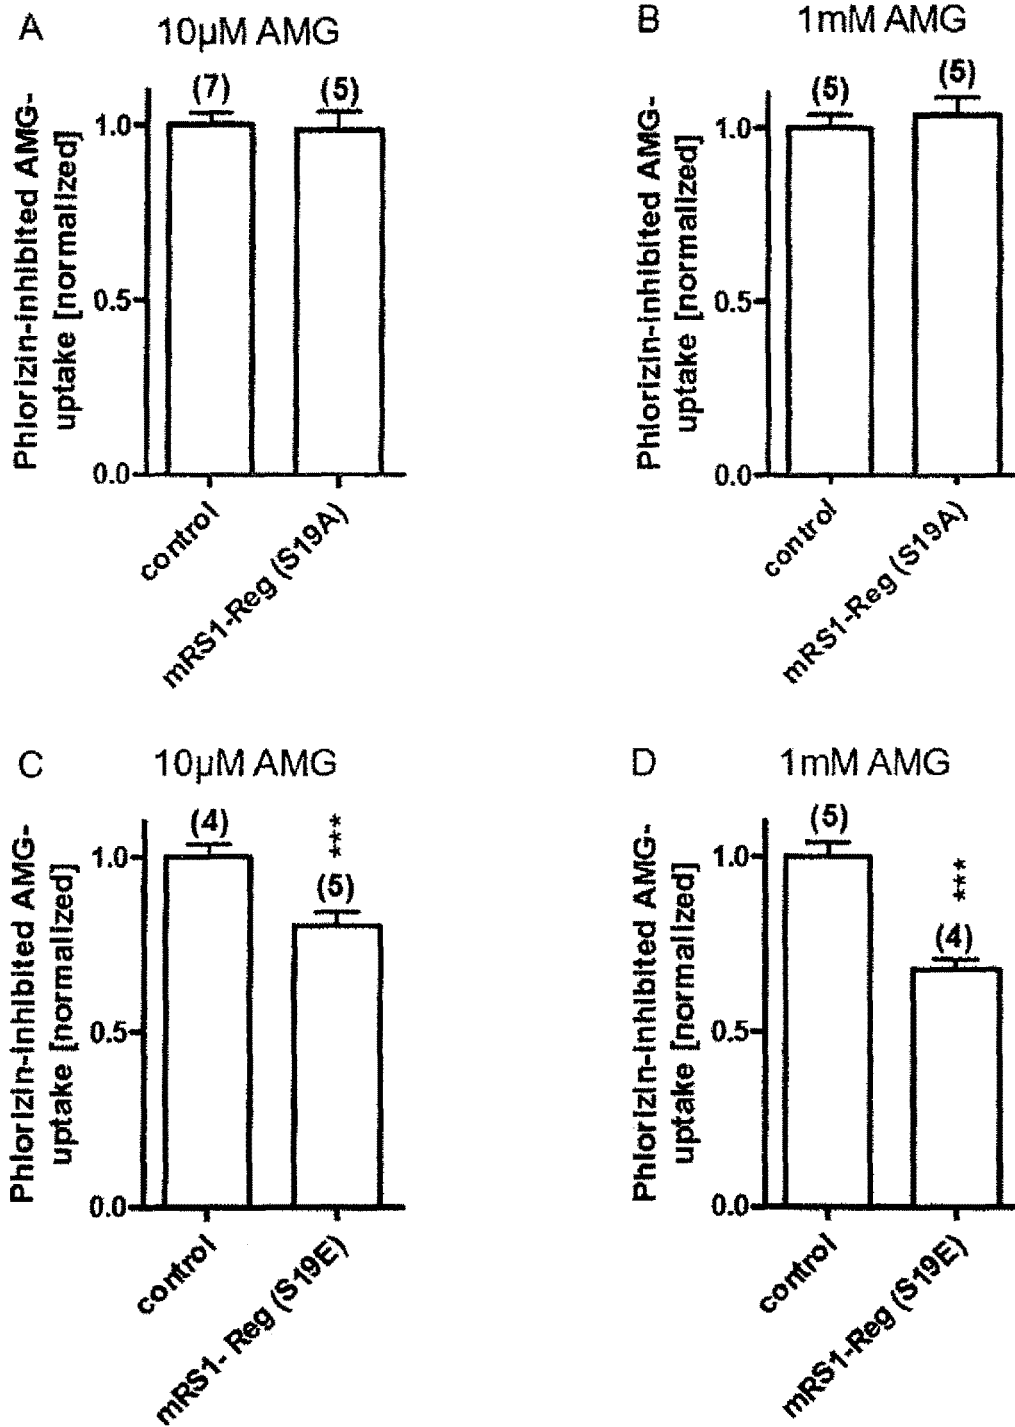 A
10µM AMG
Phlorizin-inhibited AMG-
uptake [normalized]
1.0
0.5
0.0
(7)
(5)
control
mRS1-Reg (S19A)
B
1mM AMG
Phlorizin-inhibited AMG-
uptake [normalized]
1.0
0.5
0.0
(5)
(5)
control
mRS1-Reg (S19A)
C
10µM AMG
Phlorizin-inhibited AMG-
uptake [normalized]
1.0
0.5
0.0
(4)
***
(5)
control
mRS1- Reg (S19E)
D
1mM AMG
Phlorizin-inhibited AMG-
uptake [normalized]
1.0
0.5
0.0
(5)
***
(4)
control
mRS1-Reg (S19E)